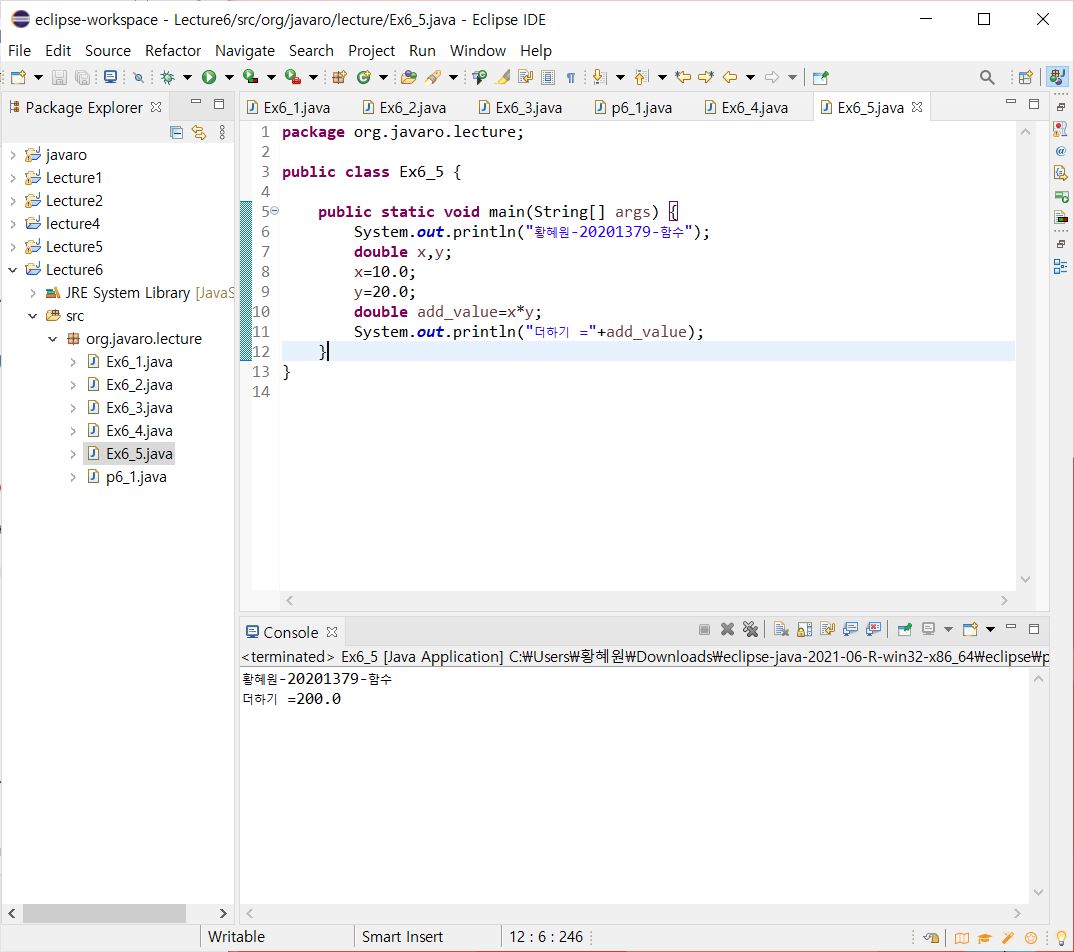 eclipse-workspace - Lecture6/src/org/javaro/lecture/Ex6_5.java - Eclipse IDE
File Edit Source Refactor Navigate Search Project Run Window Help
Package Explorer
javaro
Lecture1
Lecture2
lecture4
Lecture5
Lecture6
JRE System Library [JavaS
src
org.javaro.lecture
Ex6_1.java
Ex6_2.java
Ex6_3.java
Ex6_4.java
Ex6_5.java
p6_1.java
Ex6_1.java Ex6_2.java Ex6_3.java p6_1.java Ex6_4.java Ex6_5.java
1 package org.javaro.lecture;
2
3 public class Ex6_5 {
4
5 public static void main(String[] args) {
6 System.out.println("황혜원-20201379-함수");
7 double x,y;
8 x=10.0;
9 y=20.0;
10 double add_value=x*y;
11 System.out.println("더하기 ="+add_value);
12 }
13 }
14
Console
<terminated> Ex6_5 [Java Application] C:₩Users₩황혜원₩Downloads₩eclipse-java-2021-06-R-win32-x86_64₩eclipse₩p
황혜원-20201379-함수
더하기 =200.0
Writable Smart Insert 12 : 6 : 246